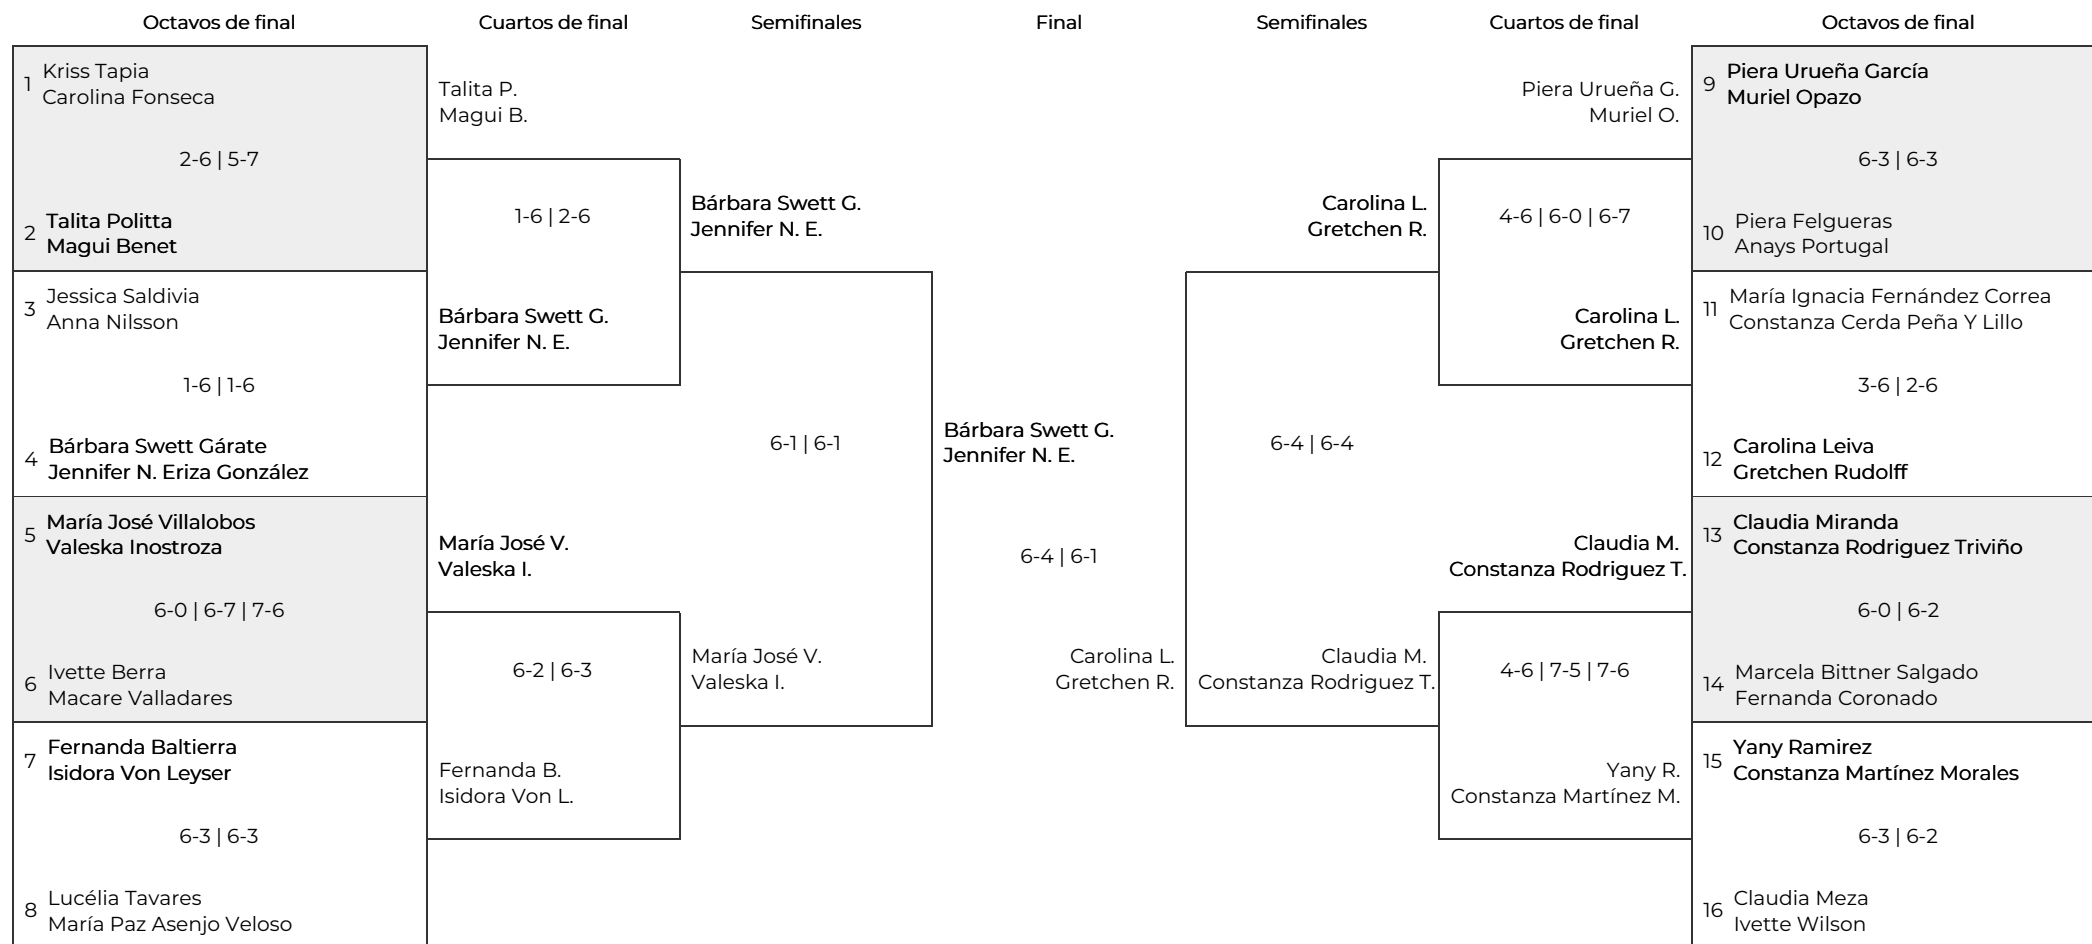 Octavos de final
Cuartos de final
Semifinales
Final
Semifinales
Cuartos de final
Octavos de final
1
Kriss Tapia
Carolina Fonseca
2-6 | 5-7
2
Talita Politta
Magui Benet
3
Jessica Saldivia
Anna Nilsson
1-6 | 1-6
4
Bárbara Swett Gárate
Jennifer N. Eriza González
5
María José Villalobos
Valeska Inostroza
6-0 | 6-7 | 7-6
6
Ivette Berra
Macare Valladares
7
Fernanda Baltierra
Isidora Von Leyser
6-3 | 6-3
8
Lucélia Tavares
María Paz Asenjo Veloso
Talita P.
Magui B.
1-6 | 2-6
Bárbara Swett G.
Jennifer N. E.
María José V.
Valeska I.
6-2 | 6-3
Fernanda B.
Isidora Von L.
Bárbara Swett G.
Jennifer N. E.
6-1 | 6-1
María José V.
Valeska I.
Bárbara Swett G.
Jennifer N. E.
6-4 | 6-1
Carolina L.
Gretchen R.
Carolina L.
Gretchen R.
6-4 | 6-4
Claudia M.
Constanza Rodriguez T.
Piera Urueña G.
Muriel O.
4-6 | 6-0 | 6-7
Carolina L.
Gretchen R.
Claudia M.
Constanza Rodriguez T.
4-6 | 7-5 | 7-6
Yany R.
Constanza Martínez M.
9
Piera Urueña García
Muriel Opazo
6-3 | 6-3
10
Piera Felgueras
Anays Portugal
11
María Ignacia Fernández Correa
Constanza Cerda Peña Y Lillo
3-6 | 2-6
12
Carolina Leiva
Gretchen Rudolff
13
Claudia Miranda
Constanza Rodriguez Triviño
6-0 | 6-2
14
Marcela Bittner Salgado
Fernanda Coronado
15
Yany Ramirez
Constanza Martínez Morales
6-3 | 6-2
16
Claudia Meza
Ivette Wilson